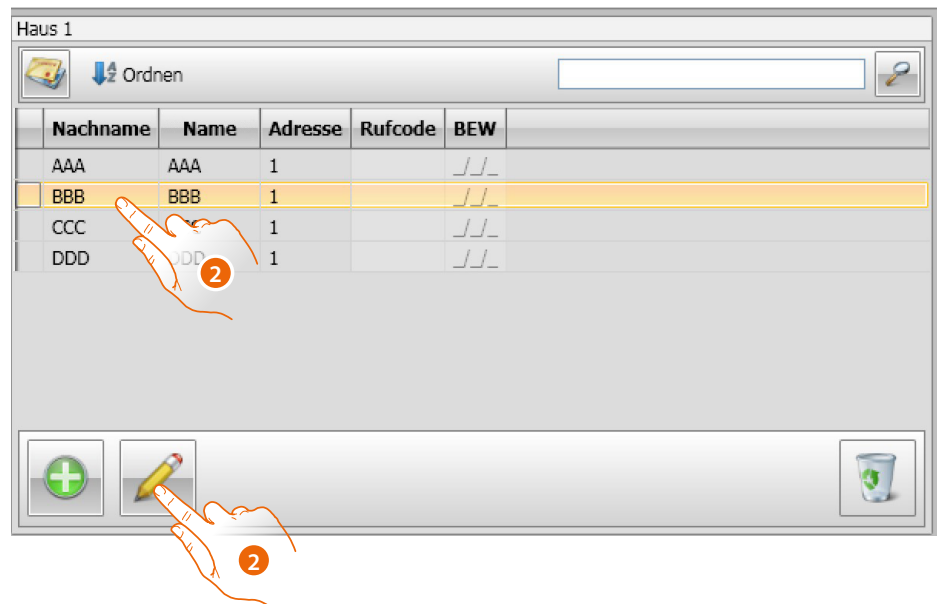 Haus 1
Ordnen
Nachname Name Adresse Rufcode BEW
AAA AAA 1 _/_/_
BBB BBB 1 _/_/_
CCC 1 _/_/_
DDD DDD 1 _/_/_
2
2